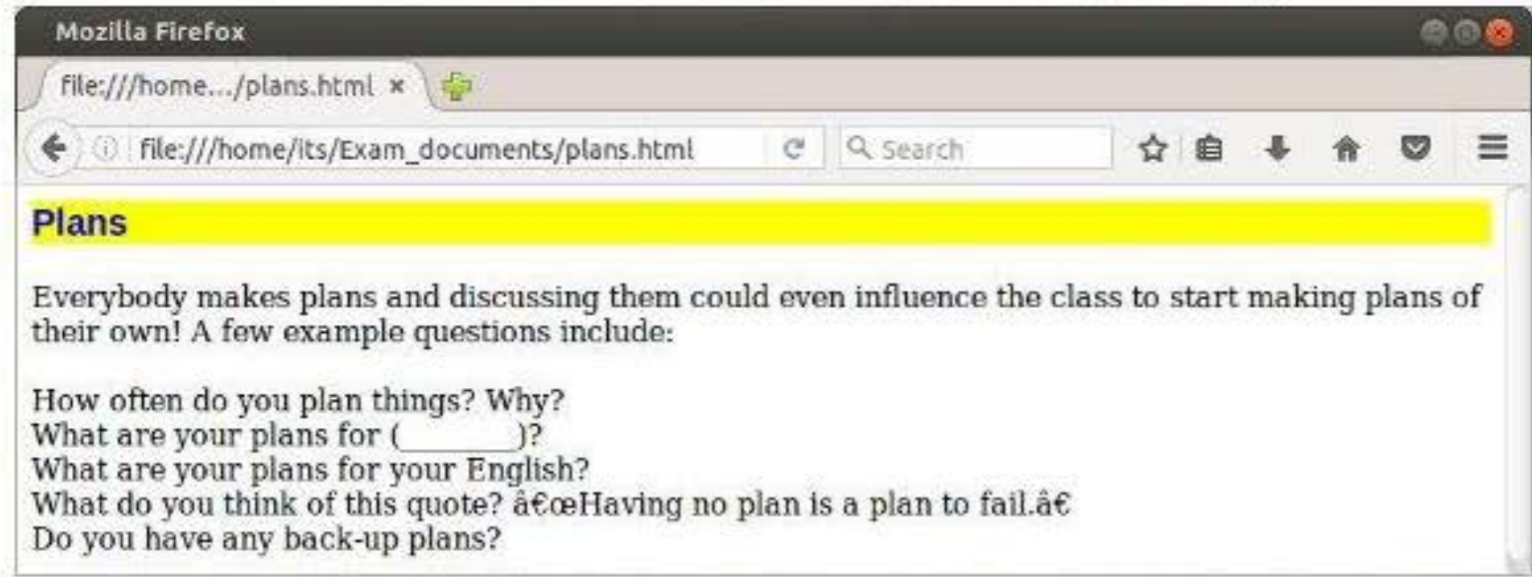 Mozilla Firefox
file:///home.../plans.html
file:///home/its/Exam_documents/plans.html
Search
Plans
Everybody makes plans and discussing them could even influence the class to start making plans of
their own! A few example questions include:
How often do you plan things? Why?
What are your plans for (________)?
What are your plans for your English?
What do you think of this quote? â€œHaving no plan is a plan to fail.â€
Do you have any back-up plans?